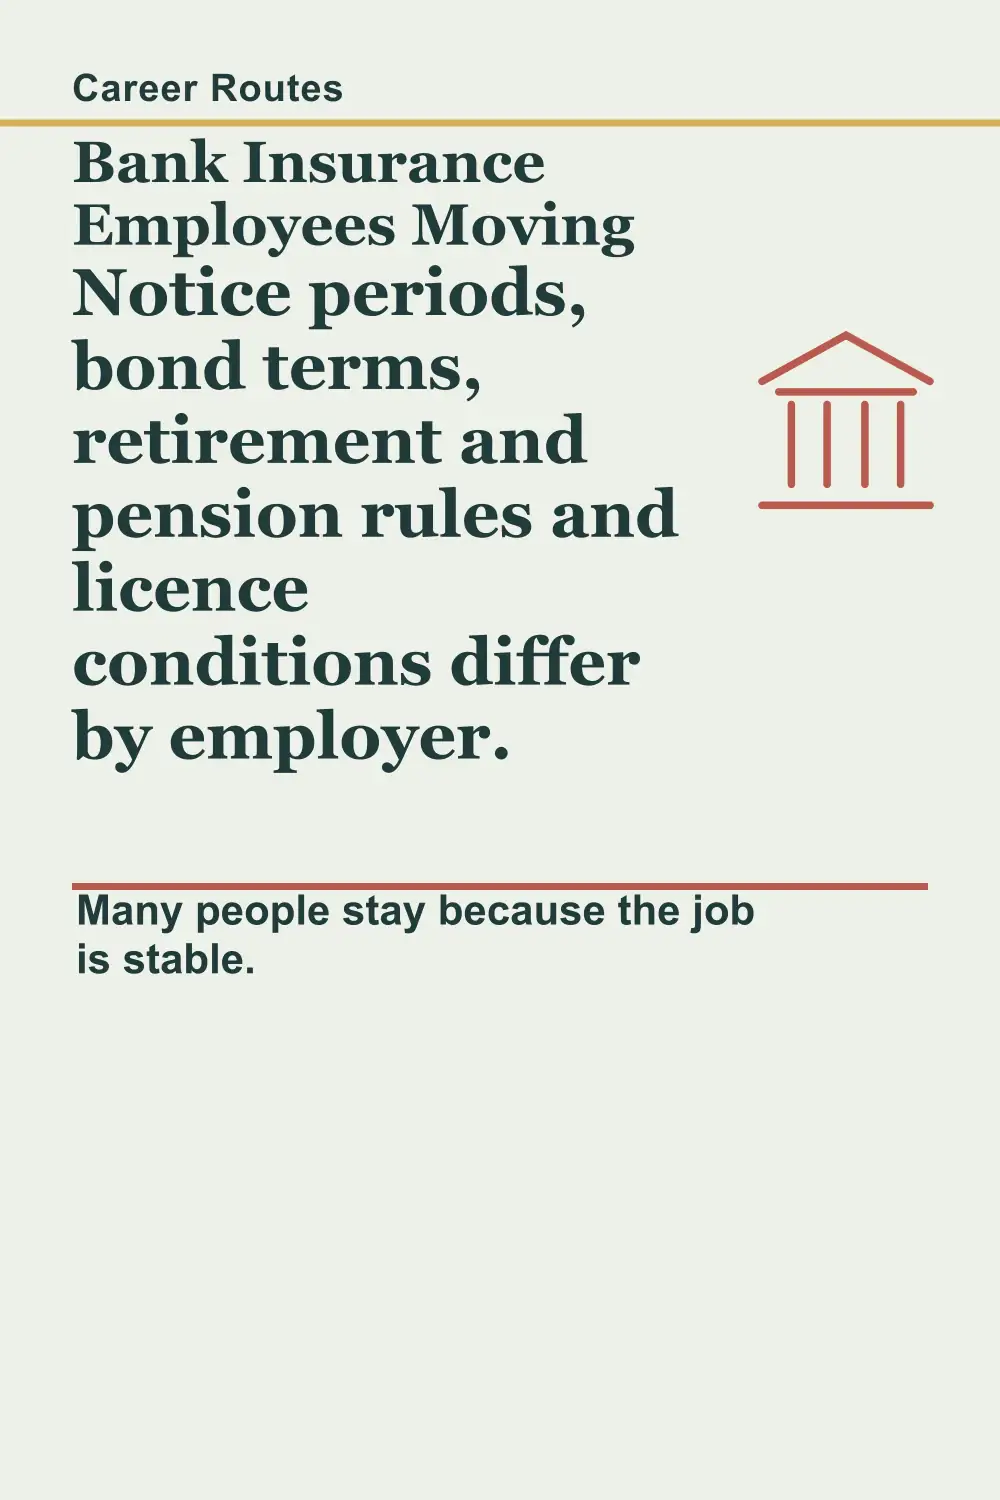 Career Routes
Bank Insurance
Employees Moving
Notice periods,
bond terms,
retirement and
pension rules and
licence
conditions differ
by employer.
Many people stay because the job
is stable.